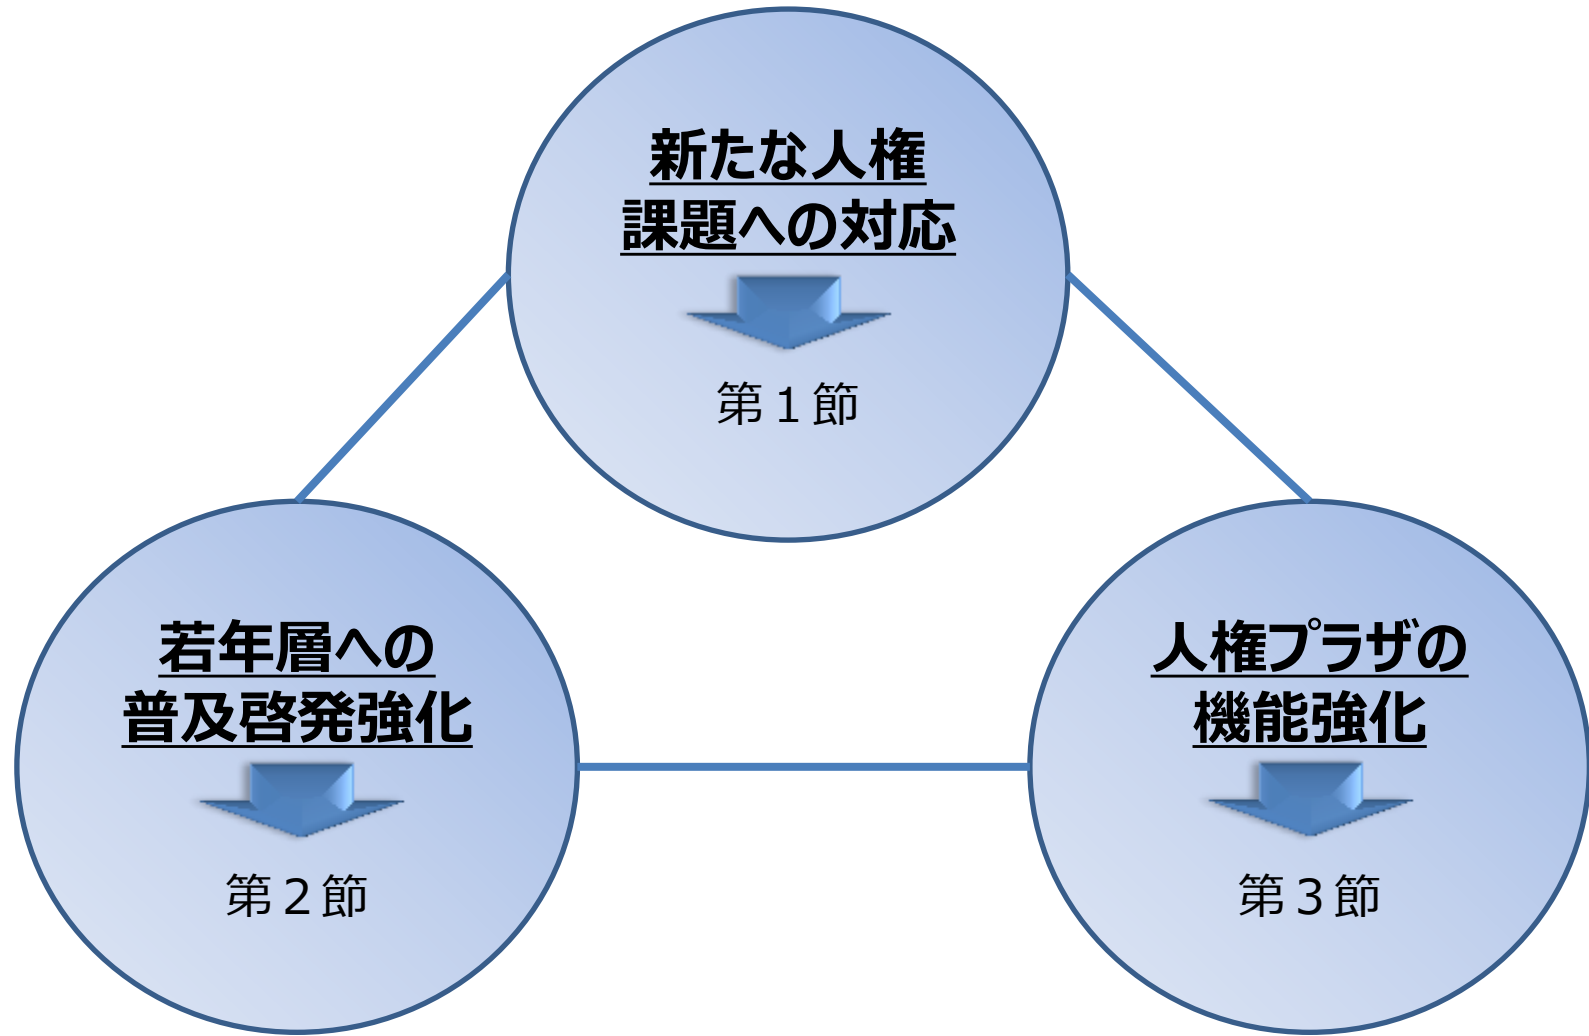 新たな人権
課題への対応
第１節
若年層への
普及啓発強化
第２節
人権プラザの
機能強化
第３節